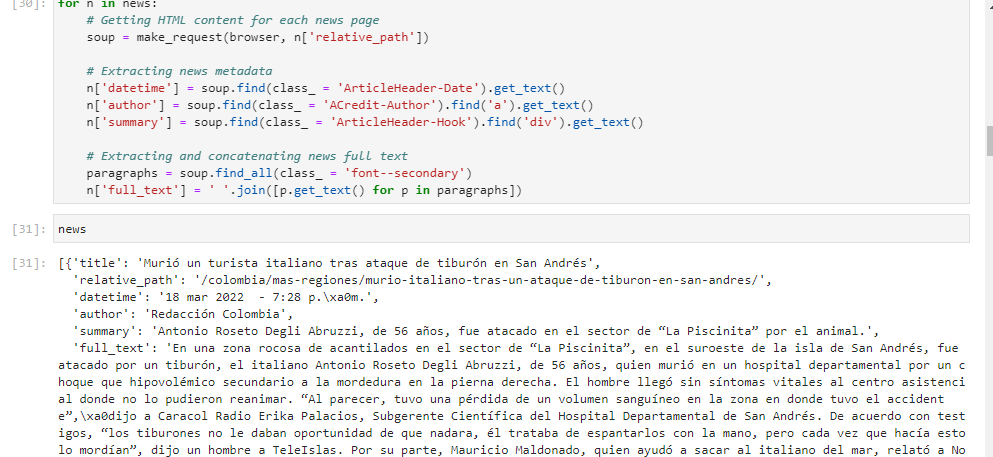 [30]: for n in news:
# Getting HTML content for each news page
soup = make_request(browser, n['relative_path'])
# Extracting news metadata
n['datetime'] = soup.find(class_ = 'ArticleHeader-Date').get_text()
n['author'] = soup.find(class_ = 'ACredit-Author').find('a').get_text()
n['summary'] = soup.find(class_ = 'ArticleHeader-Hook').find('div').get_text()
# Extracting and concatenating news full text
paragraphs = soup.find_all(class_ = 'font--secondary')
n['full_text'] = ' '.join([p.get_text() for p in paragraphs])
[31]: news
[31]: [{'title': 'Murió un turista italiano tras ataque de tiburón en San Andrés',
'relative_path': '/colombia/mas-regiones/murio-italiano-tras-un-ataque-de-tiburon-en-san-andres/',
'datetime': '18 mar 2022  - 7:28 p.\xa0m.',
'author': 'Redacción Colombia',
'summary': 'Antonio Roseto Degli Abruzzi, de 56 años, fue atacado en el sector de “La Piscinita” por el animal.',
'full_text': 'En una zona rocosa de acantilados en el sector de “La Piscinita”, en el suroeste de la isla de San Andrés, fue
atacado por un tiburón, el italiano Antonio Roseto Degli Abruzzi, de 56 años, quien murió en un hospital departamental por un c
hoque que hipovolémico secundario a la mordedura en la pierna derecha. El hombre llegó sin síntomas vitales al centro asistenci
al donde no lo pudieron reanimar. “Al parecer, tuvo una pérdida de un volumen sanguíneo en la zona en donde tuvo el accident
e”,\xa0dijo a Caracol Radio Erika Palacios, Subgerente Científica del Hospital Departamental de San Andrés. De acuerdo con test
igos, “los tiburones no le daban oportunidad de que nadara, él trataba de espantarlos con la mano, pero cada vez que hacía esto
lo mordían”, dijo un hombre a TeleIslas. Por su parte, Mauricio Maldonado, quien ayudó a sacar al italiano del mar, relató a No